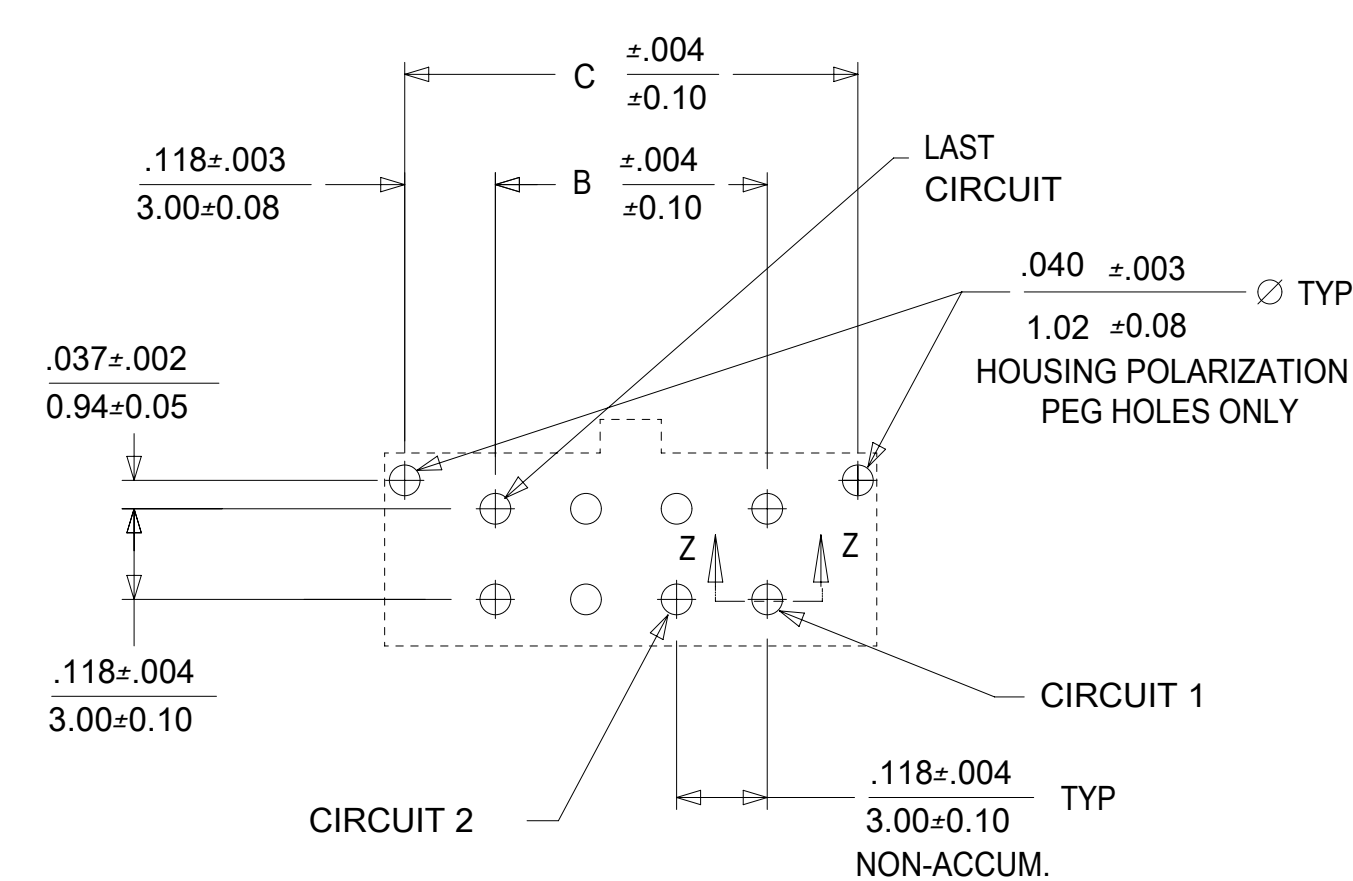 ±.004
C
±0.10
.118±.003
3.00±0.08
±.004
B
±0.10
LAST
CIRCUIT
.040 ±.003
∅ TYP
1.02 ±0.08
HOUSING POLARIZATION
PEG HOLES ONLY
.037±.002
0.94±0.05
Z Z
.118±.004
3.00±0.10
CIRCUIT 1
CIRCUIT 2
.118±.004
TYP
3.00±0.10
NON-ACCUM.